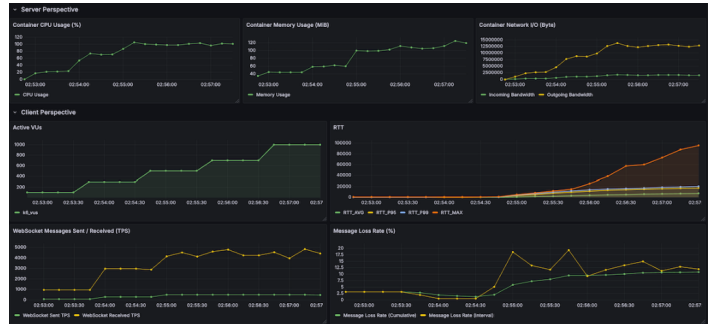 Server Perspective
Container CPU Usage (%)
120
100
80
60
40
20
0
02:53:00 02:54:00 02:55:00 02:56:00 02:57:00
CPU Usage
Container Memory Usage (MiB)
120
100
80
60
40
02:53:00 02:54:00 02:55:00 02:56:00 02:57:00
Memory Usage
Container Network I/O (Byte)
15000000
12500000
10000000
7500000
5000000
2500000
0
02:53:00 02:54:00 02:55:00 02:56:00 02:57:00
Incoming Bandwidth Outgoing Bandwidth
Client Perspective
Active VUs
1000
800
600
400
200
02:53:00 02:53:30 02:54:00 02:54:30 02:55:00 02:55:30 02:56:00 02:56:30 02:57
k6_vus
RTT
100000
80000
60000
40000
20000
0
02:53:00 02:53:30 02:54:00 02:54:30 02:55:00 02:55:30 02:56:00 02:56:30 02:57
RTT_AVG RTT_P95 RTT_MAX
WebSocket Messages Sent / Received (TPS)
5000
4000
3000
2000
1000
0
02:53:00 02:53:30 02:54:00 02:54:30 02:55:00 02:55:30 02:56:00 02:56:30 02:57
WebSocket Sent TPS WebSocket Received TPS
Message Loss Rate (%)
20
17.5
15
12.5
10
7.5
5
2.5
0
02:53:00 02:53:30 02:54:00 02:54:30 02:55:00 02:55:30 02:56:00 02:56:30 02:57
Message Loss Rate (Cumulative) Message Loss Rate (Interval)